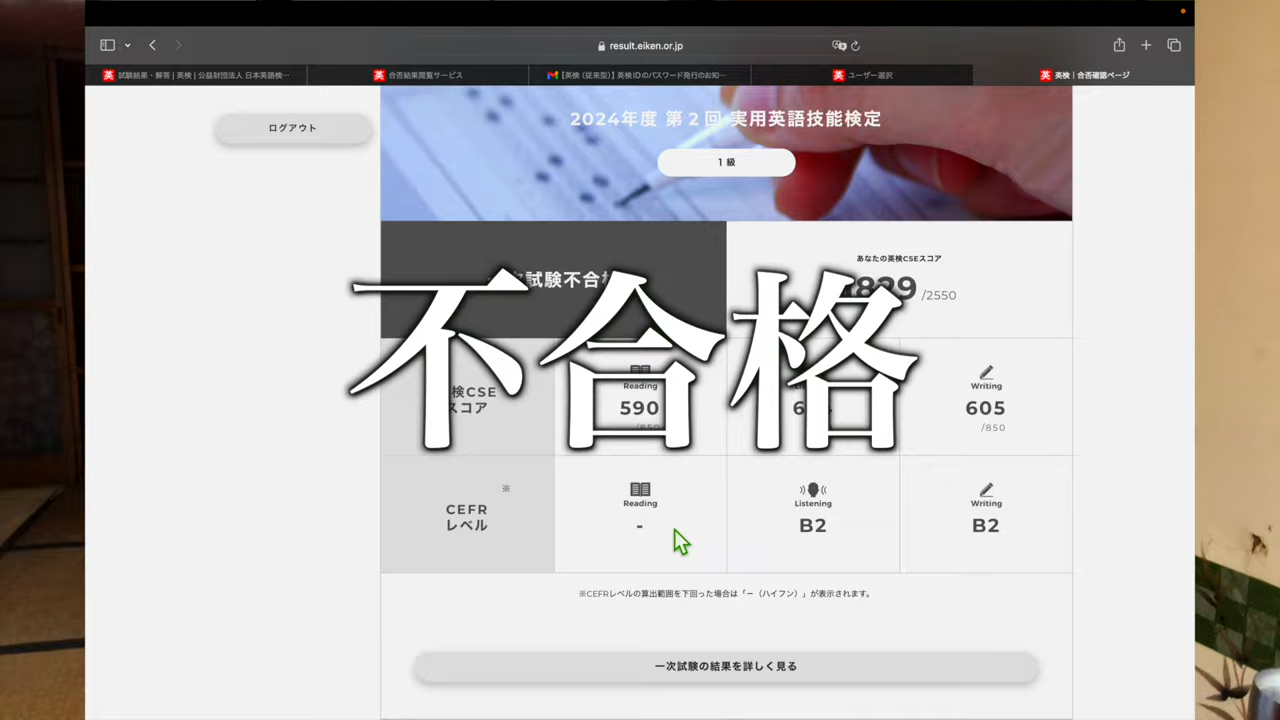 result.eiken.or.jp
試験結果・解答 | 英検 | 公益財団法人 日本英語検…
合否結果閲覧サービス
【英検（従来型）】英検IDのパスワード発行のお知…
ユーザー選択
英検｜合否確認ページ
ログアウト
2024年度 第2回 実用英語技能検定
1級
試験不合
あなたの英検CSEスコア
829 /2550
不合格
検CSE
スコア
Reading
590
/850
6
Writing
605
/850
※
CEFR
レベル
Reading
-
Listening
B2
Writing
B2
※CEFRレベルの算出範囲を下回った場合は「－（ハイフン）」が表示されます。
一次試験の結果を詳しく見る